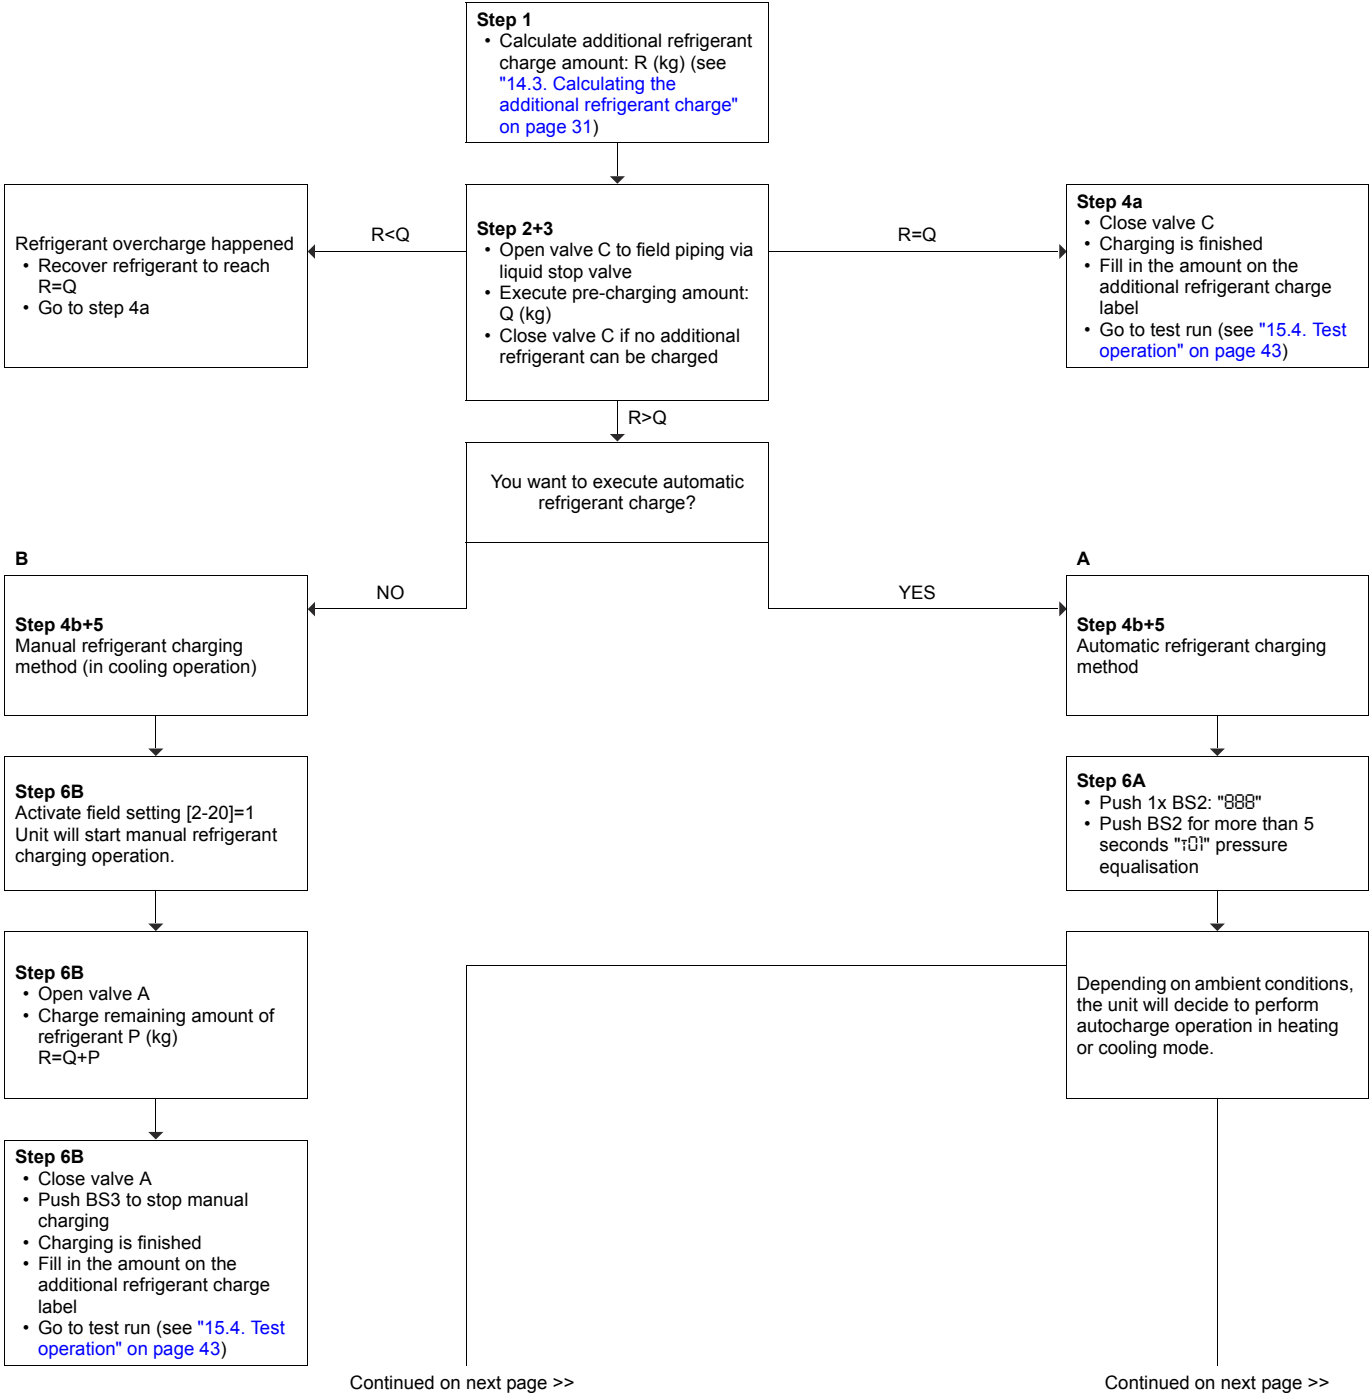 Step 1
• Calculate additional refrigerant
charge amount: R (kg) (see
"14.3. Calculating the
additional refrigerant charge"
on page 31)
Refrigerant overcharge happened
• Recover refrigerant to reach
R=Q
• Go to step 4a
R<Q
Step 2+3
• Open valve C to field piping via
liquid stop valve
• Execute pre-charging amount:
Q (kg)
• Close valve C if no additional
refrigerant can be charged
R=Q
Step 4a
• Close valve C
• Charging is finished
• Fill in the amount on the
additional refrigerant charge
label
• Go to test run (see "15.4. Test
operation" on page 43)
R>Q
You want to execute automatic
refrigerant charge?
B
NO
Step 4b+5
Manual refrigerant charging
method (in cooling operation)
Step 6B
Activate field setting [2-20]=1
Unit will start manual refrigerant
charging operation.
Step 6B
• Open valve A
• Charge remaining amount of
refrigerant P (kg)
R=Q+P
Step 6B
• Close valve A
• Push BS3 to stop manual
charging
• Charging is finished
• Fill in the amount on the
additional refrigerant charge
label
• Go to test run (see "15.4. Test
operation" on page 43)
A
YES
Step 4b+5
Automatic refrigerant charging
method
Step 6A
• Push 1x BS2: "888"
• Push BS2 for more than 5
seconds "t01" pressure
equalisation
Depending on ambient conditions,
the unit will decide to perform
autocharge operation in heating
or cooling mode.
Continued on next page >>
Continued on next page >>